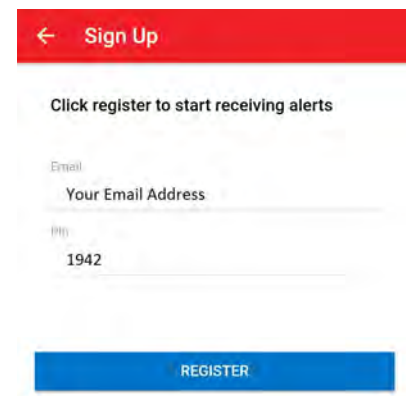 ← Sign Up
Click register to start receiving alerts
Email
Your Email Address
Pin
1942
REGISTER